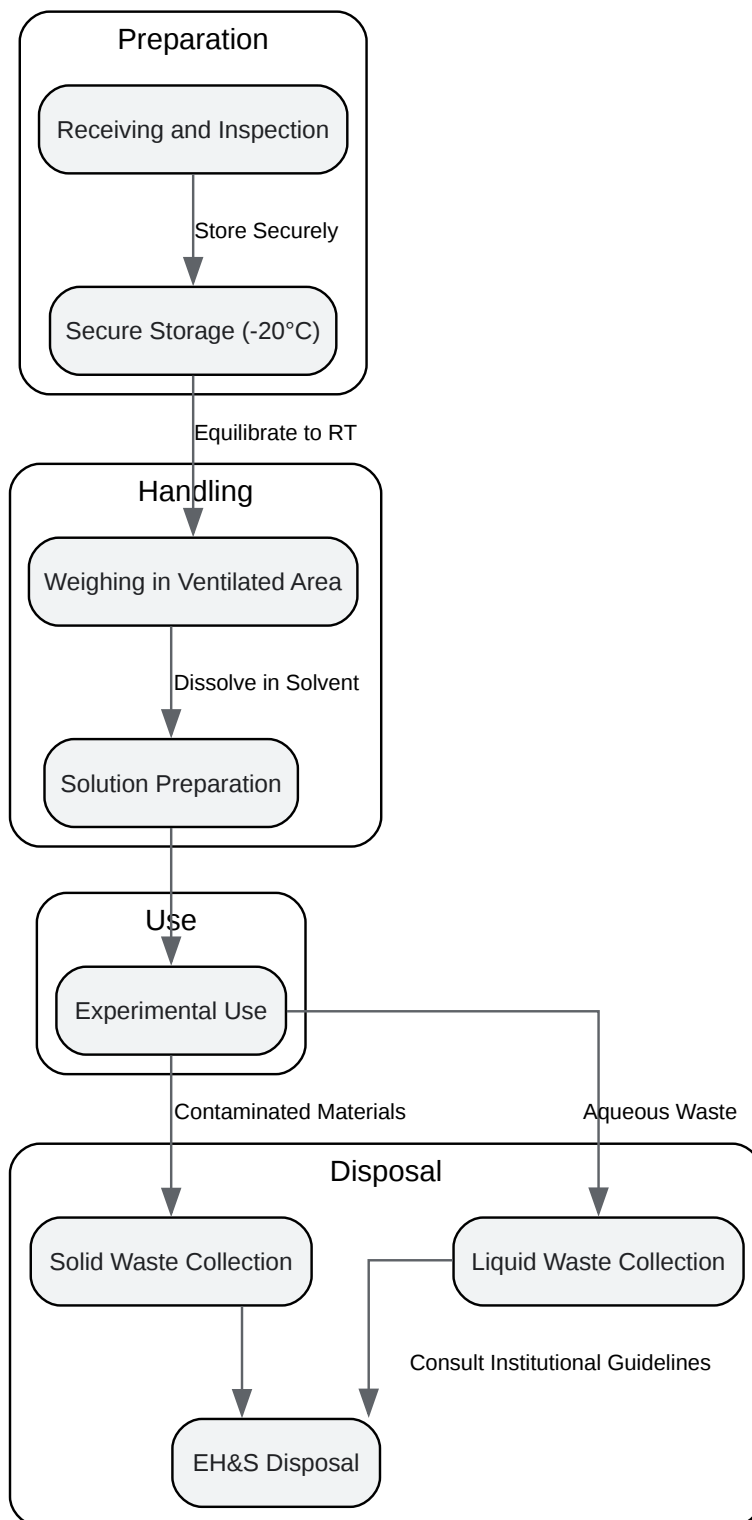 Preparation
Receiving and Inspection
Store Securely
Secure Storage (-20°C)
Equilibrate to RT
Handling
Weighing in Ventilated Area
Dissolve in Solvent
Solution Preparation
Use
Experimental Use
Contaminated Materials
Aqueous Waste
Disposal
Solid Waste Collection
Liquid Waste Collection
Consult Institutional Guidelines
EH&S Disposal